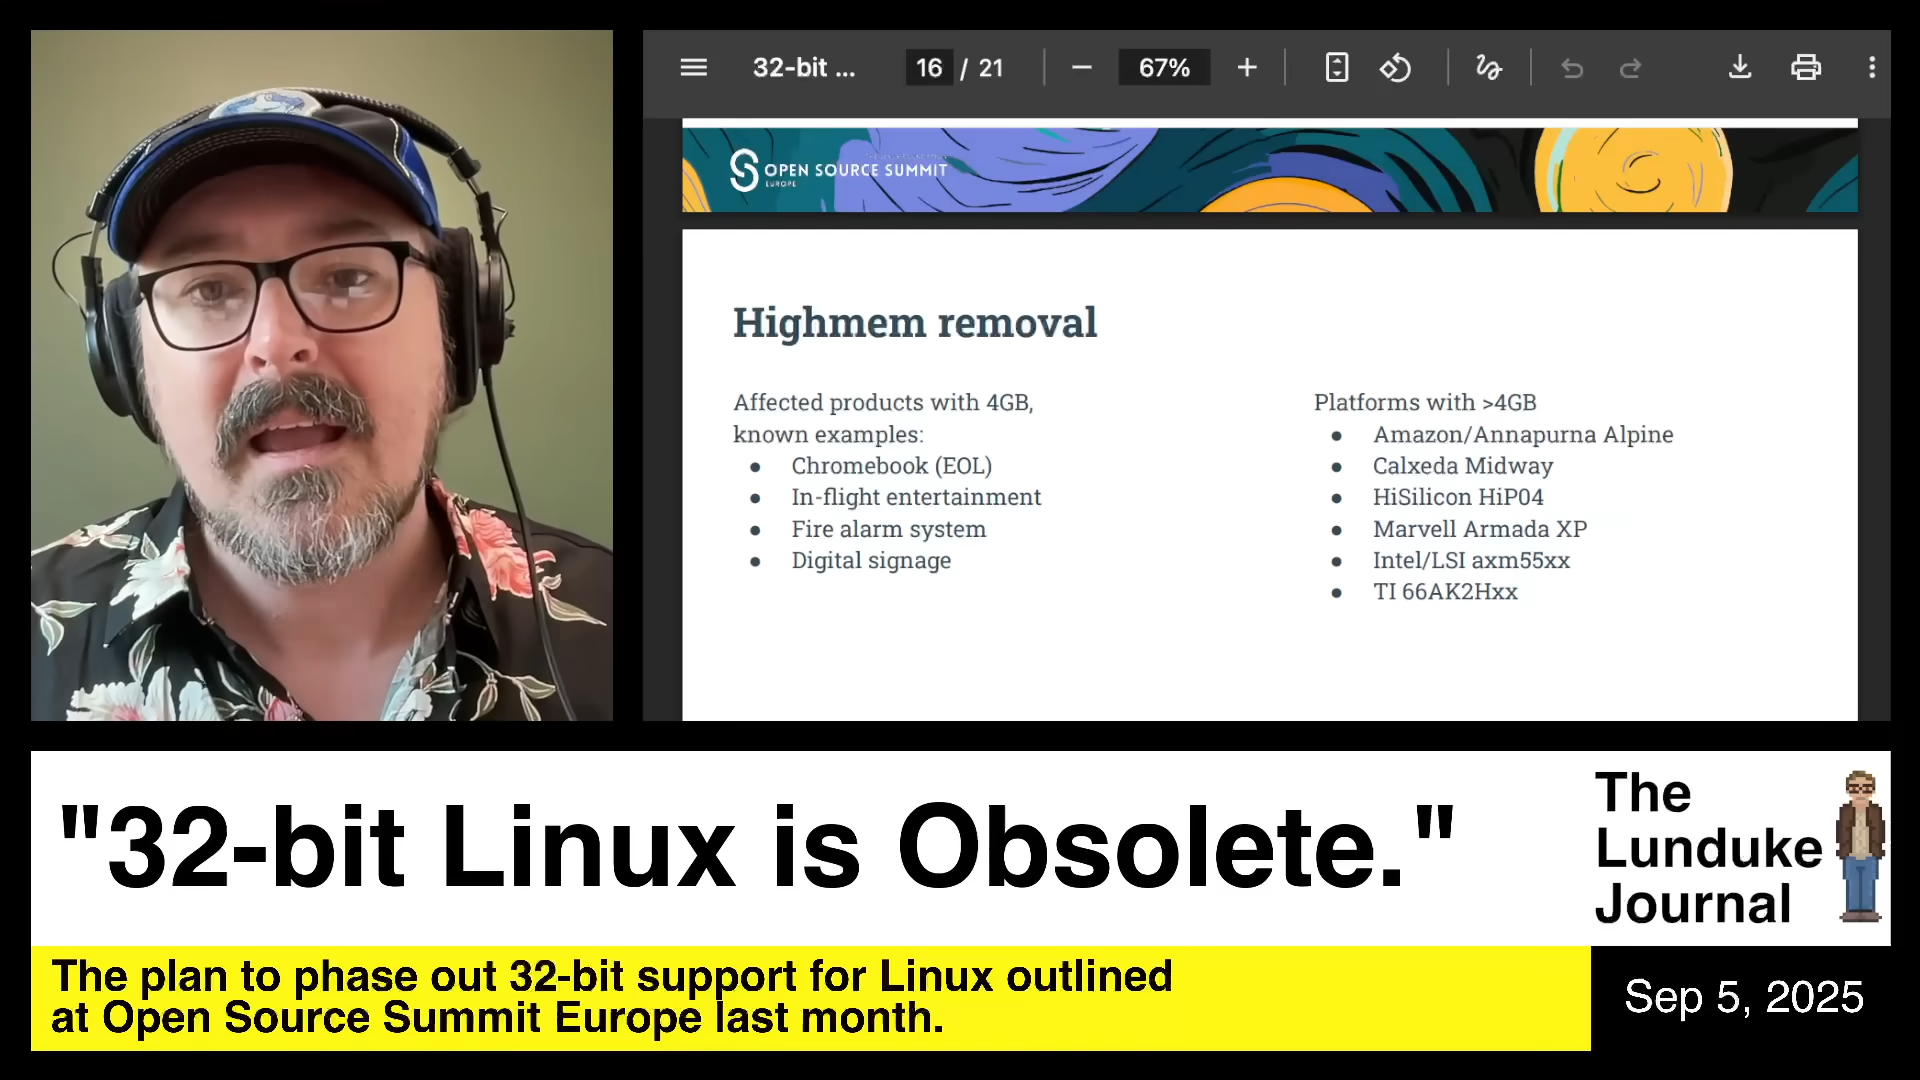 32-bit ...
16 / 21
67%
OPEN SOURCE SUMMIT
EUROPE
Highmem removal
Affected products with 4GB,
known examples:
● Chromebook (EOL)
● In-flight entertainment
● Fire alarm system
● Digital signage
Platforms with >4GB
● Amazon/Annapurna Alpine
● Calxeda Midway
● HiSilicon HiP04
● Marvell Armada XP
● Intel/LSI axm55xx
● TI 66AK2Hxx
"32-bit Linux is Obsolete."
The
Lunduke
Journal
The plan to phase out 32-bit support for Linux outlined
at Open Source Summit Europe last month.
Sep 5, 2025